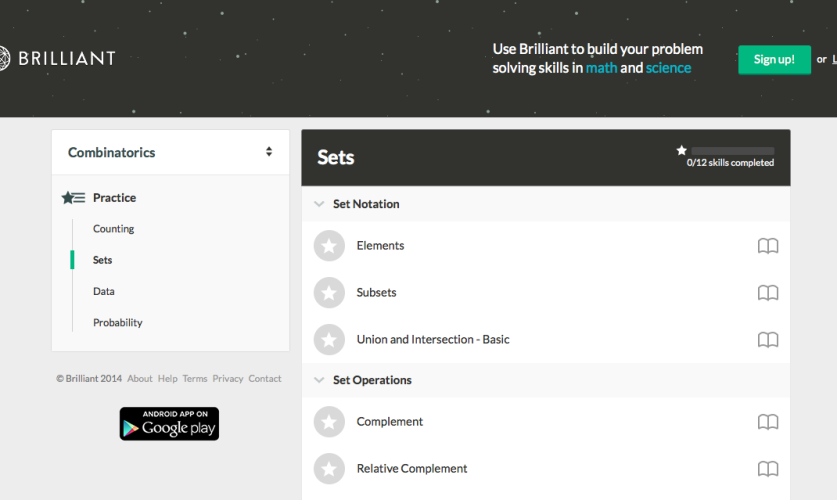 BRILLIANT
Use Brilliant to build your problem
solving skills in math and science
Sign up!
or
Combinatorics
Practice
Counting
Sets
Data
Probability
© Brilliant 2014 About Help Terms Privacy Contact
ANDROID APP ON
Google play
Sets
0/12 skills completed
Set Notation
Elements
Subsets
Union and Intersection - Basic
Set Operations
Complement
Relative Complement